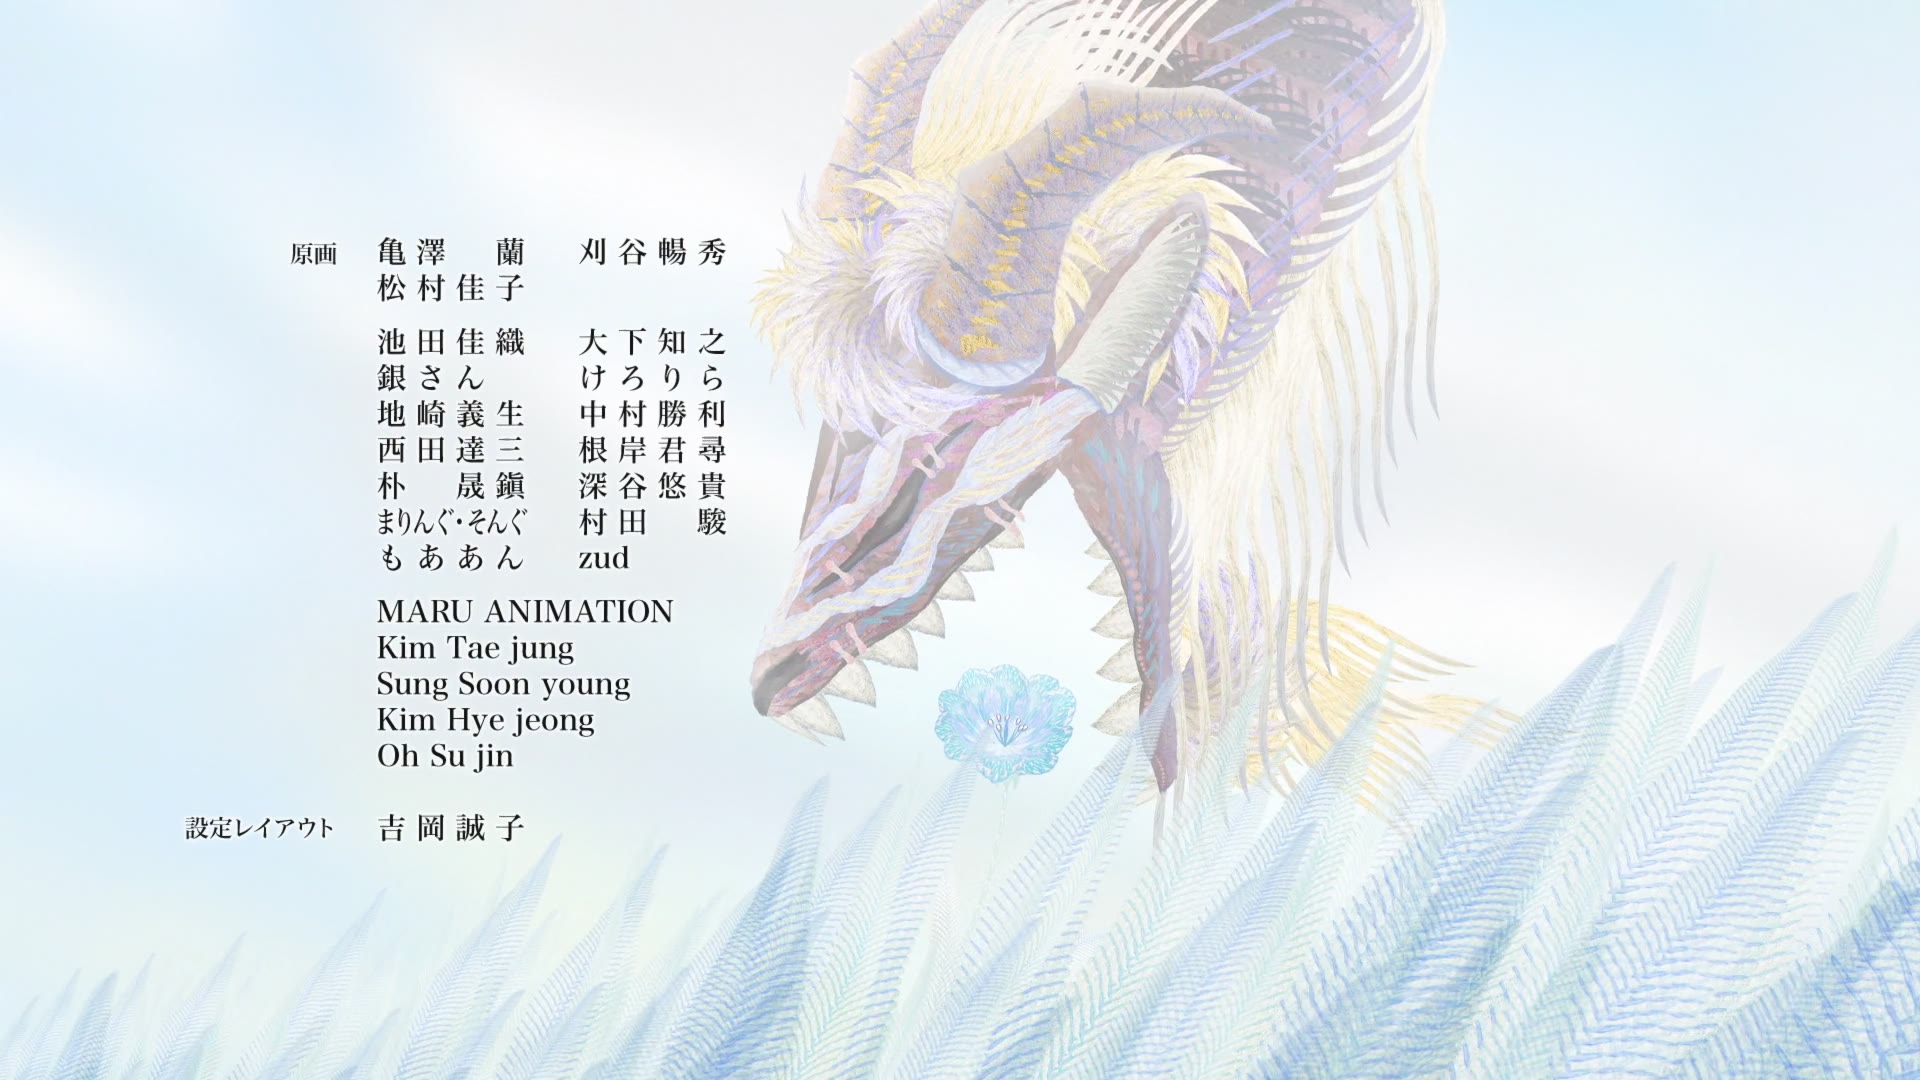 原画 亀澤 蘭 刈谷暢秀
松村佳子
池田佳織 大下知之
銀さん けろりら
地崎義生 中村勝利
西田達三 根岸君尋
朴 晟鎭 深谷悠貴
まりんぐ・そんぐ 村田 駿
もああん zud
MARU ANIMATION
Kim Tae jung
Sung Soon young
Kim Hye jeong
Oh Su jin
設定レイアウト 吉岡誠子